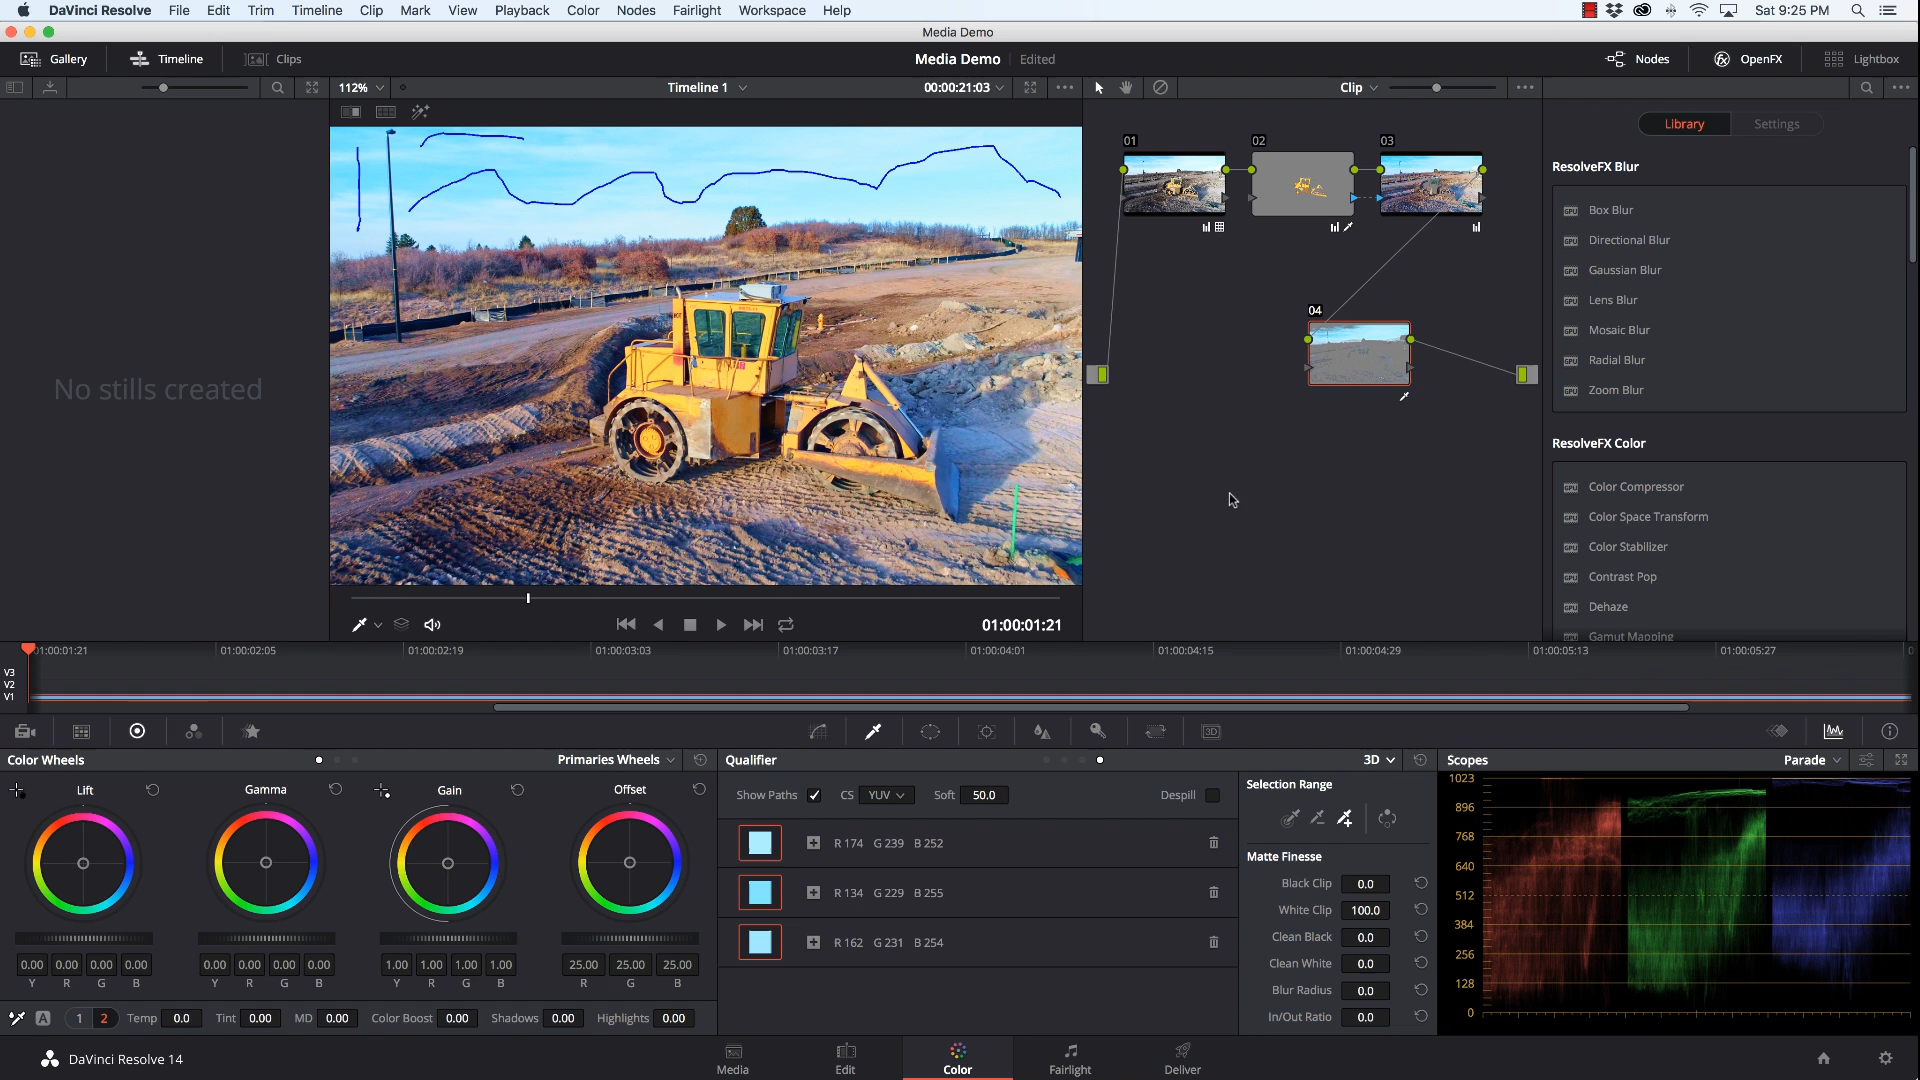 DaVinci Resolve File Edit Trim Timeline Clip Mark View Playback Color Nodes Fairlight Workspace Help Sat 9:25 PM
Media Demo
Gallery Timeline Clips Media Demo Edited Nodes OpenFX Lightbox
112% Timeline 1 00:00:21:03 Clip
Library Settings
01 02 03
ResolveFX Blur
Box Blur
Directional Blur
Gaussian Blur
Lens Blur
04
Mosaic Blur
Radial Blur
Zoom Blur
No stills created
ResolveFX Color
Color Compressor
Color Space Transform
Color Stabilizer
Contrast Pop
Dehaze
Gamut Mapping
01:00:01:21
01:00:01:21 01:00:02:05 01:00:02:19 01:00:03:03 01:00:03:17 01:00:04:01 01:00:04:15 01:00:04:29 01:00:05:13 01:00:05:27
V3
V2
V1
3D
Color Wheels Primaries Wheels Qualifier 3D Scopes Parade
Lift Gamma Gain Offset
Show Paths CS YUV Soft 50.0 Despill
Selection Range
R 174 G 239 B 252
R 134 G 229 B 255
R 162 G 231 B 254
Matte Finesse
Black Clip 0.0
White Clip 100.0
Clean Black 0.0
Clean White 0.0
Blur Radius 0.0
In/Out Ratio 0.0
1023
896
768
640
512
384
256
128
0
0.00 0.00 0.00 0.00 0.00 0.00 0.00 0.00 1.00 1.00 1.00 1.00 25.00 25.00 25.00
Y R G B Y R G B Y R G B R G B
A 1 2 Temp 0.0 Tint 0.00 MD 0.00 Color Boost 0.00 Shadows 0.00 Highlights 0.00
DaVinci Resolve 14
Media Edit Color Fairlight Deliver